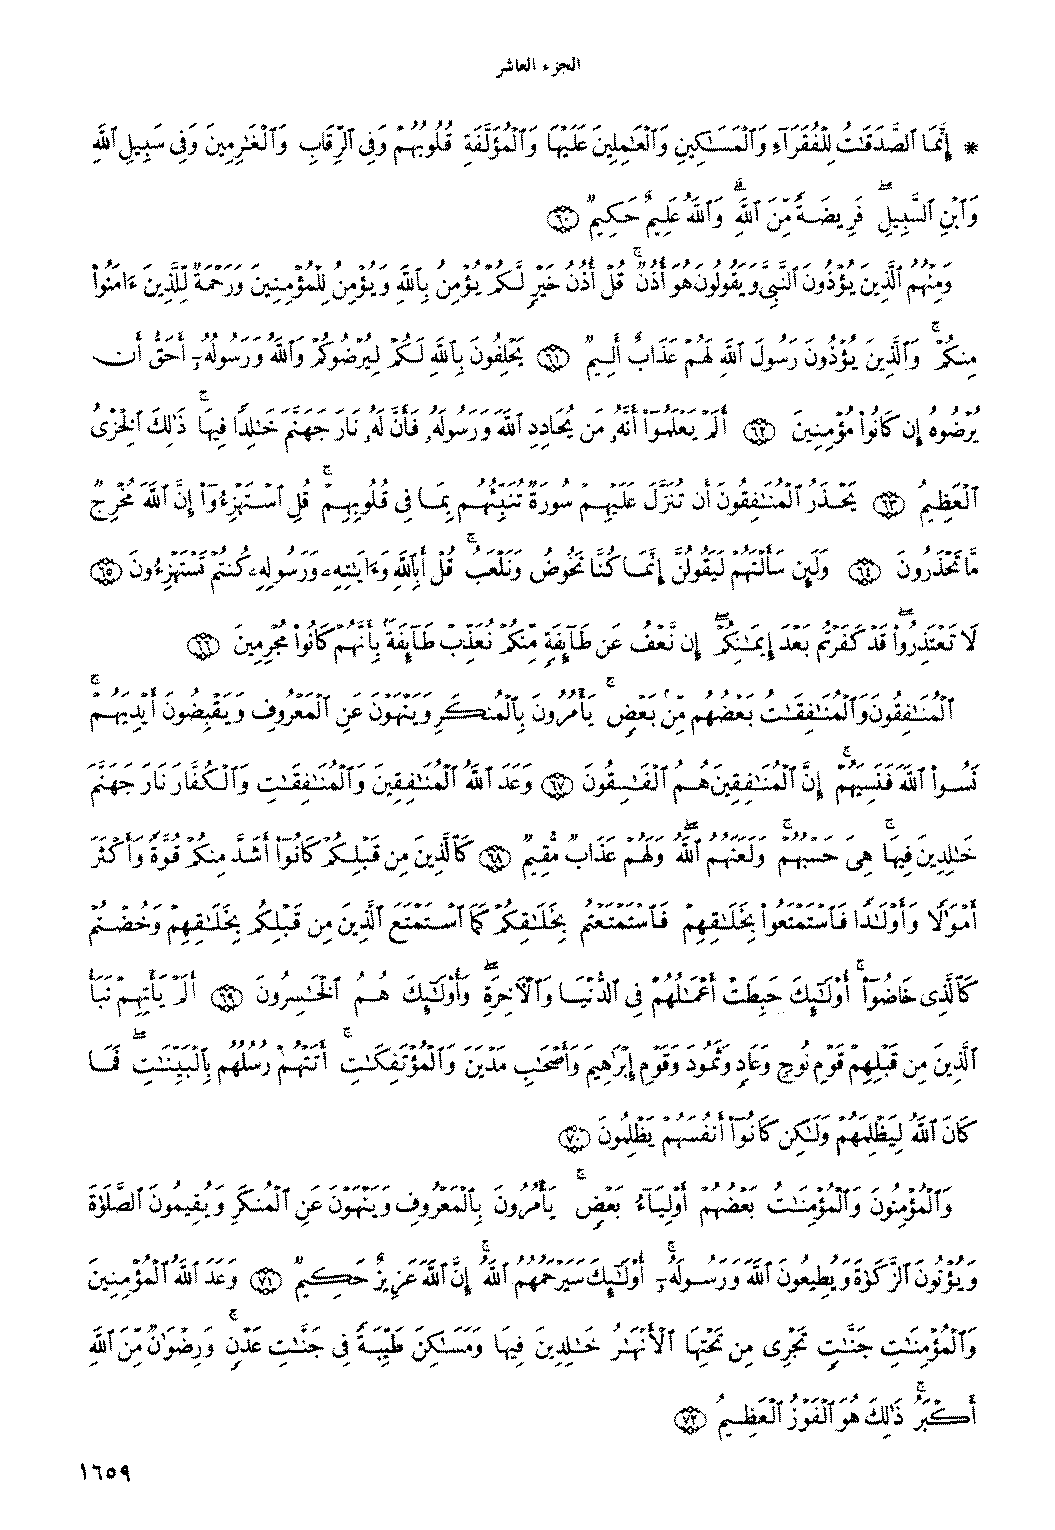 الجزء العاشر
* إِنَّمَا ٱلصَّدَقَٰتُ لِلْفُقَرَآءِ وَٱلْمَسَٰكِينِ وَٱلْعَٰمِلِينَ عَلَيْهَا وَٱلْمُؤَلَّفَةِ قُلُوبُهُمْ وَفِى ٱلرِّقَابِ وَٱلْغَٰرِمِينَ وَفِى سَبِيلِ ٱللَّهِ
وَٱبْنِ ٱلسَّبِيلِۖ فَرِيضَةً مِّنَ ٱللَّهِۗ وَٱللَّهُ عَلِيمٌ حَكِيمٌ ٦٠
وَمِنْهُمُ ٱلَّذِينَ يُؤْذُونَ ٱلنَّبِىَّ وَيَقُولُونَ هُوَ أُذُنٌۚ قُلْ أُذُنُ خَيْرٍ لَّكُمْ يُؤْمِنُ بِٱللَّهِ وَيُؤْمِنُ لِلْمُؤْمِنِينَ وَرَحْمَةٌ لِّلَّذِينَ ءَامَنُوا۟
مِنكُمْۚ وَٱلَّذِينَ يُؤْذُونَ رَسُولَ ٱللَّهِ لَهُمْ عَذَابٌ أَلِيمٌ ٦١ يَحْلِفُونَ بِٱللَّهِ لَكُمْ لِيُرْضُوكُمْ وَٱللَّهُ وَرَسُولُهُۥٓ أَحَقُّ أَن
يُرْضُوهُ إِن كَانُوا۟ مُؤْمِنِينَ ٦٢ أَلَمْ يَعْلَمُوٓا۟ أَنَّهُۥ مَن يُحَادِدِ ٱللَّهَ وَرَسُولَهُۥ فَأَنَّ لَهُۥ نَارَ جَهَنَّمَ خَٰلِدًا فِيهَاۚ ذَٰلِكَ ٱلْخِزْىُ
ٱلْعَظِيمُ ٦٣ يَحْذَرُ ٱلْمُنَٰفِقُونَ أَن تُنَزَّلَ عَلَيْهِمْ سُورَةٌ تُنَبِّئُهُم بِمَا فِى قُلُوبِهِمْۚ قُلِ ٱسْتَهْزِءُوٓا۟ إِنَّ ٱللَّهَ مُخْرِجٌ
مَّا تَحْذَرُونَ ٦٤ وَلَئِن سَأَلْتَهُمْ لَيَقُولُنَّ إِنَّمَا كُنَّا نَخُوضُ وَنَلْعَبُۚ قُلْ أَبِٱللَّهِ وَءَايَٰتِهِۦ وَرَسُولِهِۦ كُنتُمْ تَسْتَهْزِءُونَ ٦٥
لَا تَعْتَذِرُوا۟ۖ قَدْ كَفَرْتُم بَعْدَ إِيمَٰنِكُمْۖ إِن نَّعْفُ عَن طَآئِفَةٍ مِّنكُمْ نُعَذِّبْ طَآئِفَةًۢ بِأَنَّهُمْ كَانُوا۟ مُجْرِمِينَ ٦٦
ٱلْمُنَٰفِقُونَ وَٱلْمُنَٰفِقَٰتُ بَعْضُهُم مِّنۢ بَعْضٍۚ يَأْمُرُونَ بِٱلْمُنكَرِ وَيَنْهَوْنَ عَنِ ٱلْمَعْرُوفِ وَيَقْبِضُونَ أَيْدِيَهُمْۚ
نَسُوا۟ ٱللَّهَ فَنَسِيَهُمْۚ إِنَّ ٱلْمُنَٰفِقِينَ هُمُ ٱلْفَٰسِقُونَ ٦٧ وَعَدَ ٱللَّهُ ٱلْمُنَٰفِقِينَ وَٱلْمُنَٰفِقَٰتِ وَٱلْكُفَّارَ نَارَ جَهَنَّمَ
خَٰلِدِينَ فِيهَاۚ هِىَ حَسْبُهُمْۚ وَلَعَنَهُمُ ٱللَّهُۖ وَلَهُمْ عَذَابٌ مُّقِيمٌ ٦٨ كَٱلَّذِينَ مِن قَبْلِكُمْ كَانُوٓا۟ أَشَدَّ مِنكُمْ قُوَّةً وَأَكْثَرَ
أَمْوَٰلًا وَأَوْلَٰدًا فَٱسْتَمْتَعُوا۟ بِخَلَٰقِهِمْ فَٱسْتَمْتَعْتُم بِخَلَٰقِكُمْ كَمَا ٱسْتَمْتَعَ ٱلَّذِينَ مِن قَبْلِكُم بِخَلَٰقِهِمْ وَخُضْتُمْ
كَٱلَّذِى خَاضُوٓا۟ۚ أُو۟لَٰٓئِكَ حَبِطَتْ أَعْمَٰلُهُمْ فِى ٱلدُّنْيَا وَٱلْأَخِرَةِۖ وَأُو۟لَٰٓئِكَ هُمُ ٱلْخَٰسِرُونَ ٦٩ أَلَمْ يَأْتِهِمْ نَبَأُ
ٱلَّذِينَ مِن قَبْلِهِمْ قَوْمِ نُوحٍ وَعَادٍ وَثَمُودَ وَقَوْمِ إِبْرَٰهِيمَ وَأَصْحَٰبِ مَدْيَنَ وَٱلْمُؤْتَفِكَٰتِۚ أَتَتْهُمْ رُسُلُهُم بِٱلْبَيِّنَٰتِۖ فَمَا
كَانَ ٱللَّهُ لِيَظْلِمَهُمْ وَلَٰكِن كَانُوٓا۟ أَنفُسَهُمْ يَظْلِمُونَ ٧٠
وَٱلْمُؤْمِنُونَ وَٱلْمُؤْمِنَٰتُ بَعْضُهُمْ أَوْلِيَآءُ بَعْضٍۚ يَأْمُرُونَ بِٱلْمَعْرُوفِ وَيَنْهَوْنَ عَنِ ٱلْمُنكَرِ وَيُقِيمُونَ ٱلصَّلَوٰةَ
وَيُؤْتُونَ ٱلزَّكَوٰةَ وَيُطِيعُونَ ٱللَّهَ وَرَسُولَهُۥٓۚ أُو۟لَٰٓئِكَ سَيَرْحَمُهُمُ ٱللَّهُۗ إِنَّ ٱللَّهَ عَزِيزٌ حَكِيمٌ ٧١ وَعَدَ ٱللَّهُ ٱلْمُؤْمِنِينَ
وَٱلْمُؤْمِنَٰتِ جَنَّٰتٍ تَجْرِى مِن تَحْتِهَا ٱلْأَنْهَٰرُ خَٰلِدِينَ فِيهَا وَمَسَٰكِنَ طَيِّبَةً فِى جَنَّٰتِ عَدْنٍۚ وَرِضْوَٰنٌ مِّنَ ٱللَّهِ
أَكْبَرُۚ ذَٰلِكَ هُوَ ٱلْفَوْزُ ٱلْعَظِيمُ ٧٢
١٦٥٩